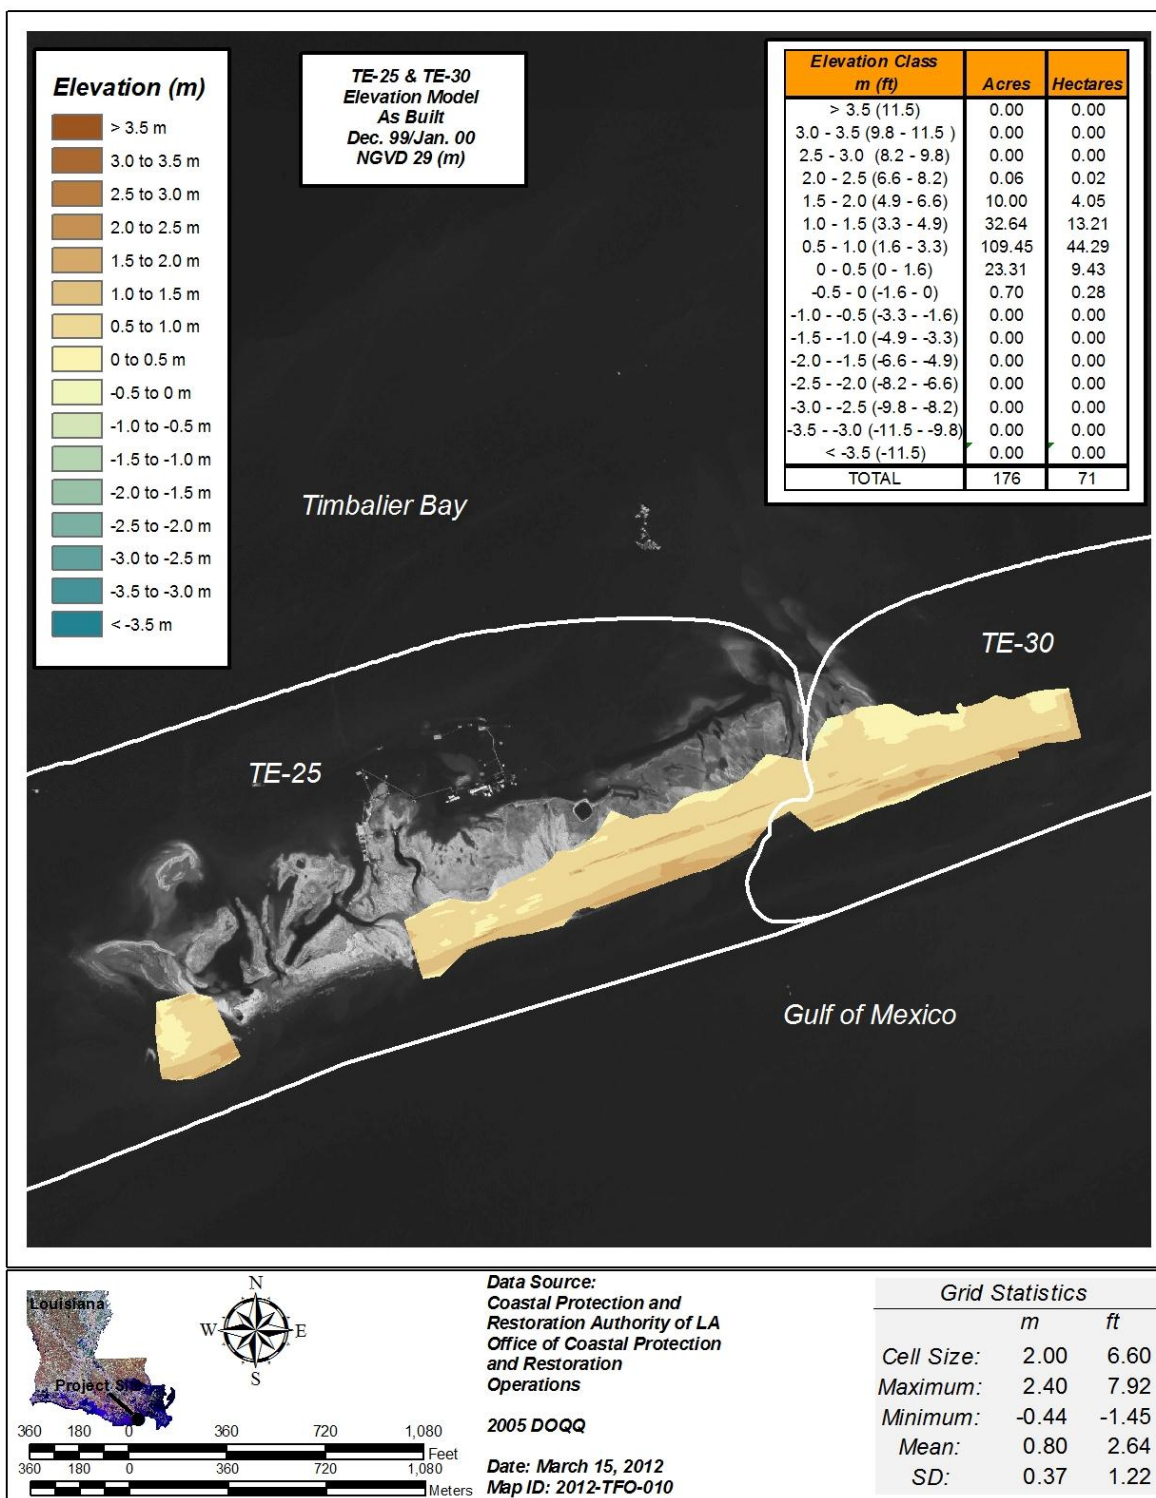 Elevation (m)
> 3.5 m
3.0 to 3.5 m
2.5 to 3.0 m
2.0 to 2.5 m
1.5 to 2.0 m
1.0 to 1.5 m
0.5 to 1.0 m
0 to 0.5 m
-0.5 to 0 m
-1.0 to -0.5 m
-1.5 to -1.0 m
-2.0 to -1.5 m
-2.5 to -2.0 m
-3.0 to -2.5 m
-3.5 to -3.0 m
< -3.5 m
TE-25 & TE-30
Elevation Model
As Built
Dec. 99/Jan. 00
NGVD 29 (m)
Elevation Class
m (ft) Acres Hectares
> 3.5 (11.5) 0.00 0.00
3.0 - 3.5 (9.8 - 11.5 ) 0.00 0.00
2.5 - 3.0 (8.2 - 9.8) 0.00 0.00
2.0 - 2.5 (6.6 - 8.2) 0.06 0.02
1.5 - 2.0 (4.9 - 6.6) 10.00 4.05
1.0 - 1.5 (3.3 - 4.9) 32.64 13.21
0.5 - 1.0 (1.6 - 3.3) 109.45 44.29
0 - 0.5 (0 - 1.6) 23.31 9.43
-0.5 - 0 (-1.6 - 0) 0.70 0.28
-1.0 - -0.5 (-3.3 - -1.6) 0.00 0.00
-1.5 - -1.0 (-4.9 - -3.3) 0.00 0.00
-2.0 - -1.5 (-6.6 - -4.9) 0.00 0.00
-2.5 - -2.0 (-8.2 - -6.6) 0.00 0.00
-3.0 - -2.5 (-9.8 - -8.2) 0.00 0.00
-3.5 - -3.0 (-11.5 - -9.8) 0.00 0.00
< -3.5 (-11.5) 0.00 0.00
TOTAL 176 71
Timbalier Bay
TE-30
TE-25
Gulf of Mexico
Louisiana
Project Site
N
W E
S
360 180 0 360 720 1,080
Feet
360 180 0 360 720 1,080
Meters
Data Source:
Coastal Protection and
Restoration Authority of LA
Office of Coastal Protection
and Restoration
Operations
2005 DOQQ
Date: March 15, 2012
Map ID: 2012-TFO-010
Grid Statistics
m ft
Cell Size: 2.00 6.60
Maximum: 2.40 7.92
Minimum: -0.44 -1.45
Mean: 0.80 2.64
SD: 0.37 1.22